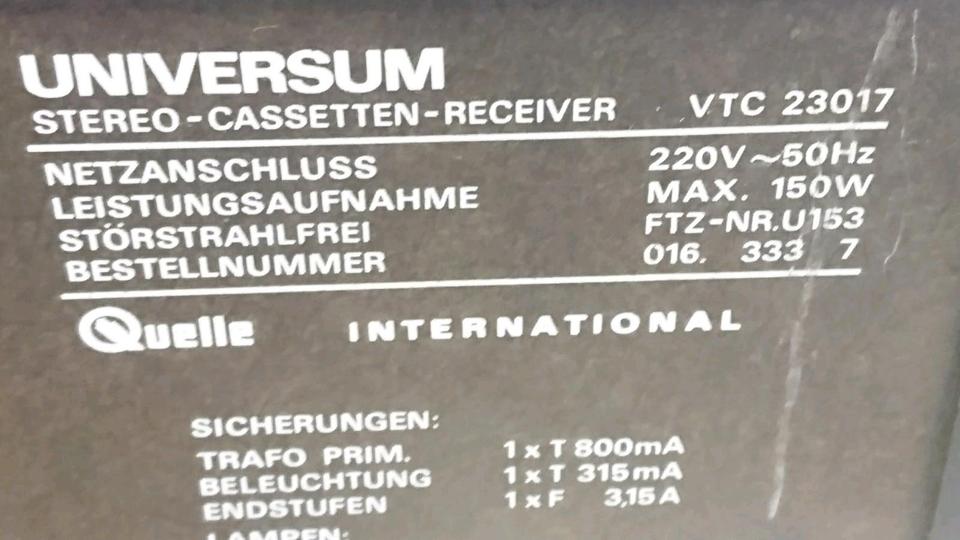 UNIVERSUM
STEREO-CASSETTEN-RECEIVER VTC 23017
NETZANSCHLUSS 220V~50Hz
LEISTUNGSAUFNAHME MAX. 150W
STÖRSTRAHLFREI FTZ-NR.U153
BESTELLNUMMER 016. 333 7
Quelle INTERNATIONAL
SICHERUNGEN:
TRAFO PRIM. 1 x T 800mA
BELEUCHTUNG 1 x T 315mA
ENDSTUFEN 1 x F 3,15 A
LAMPEN: